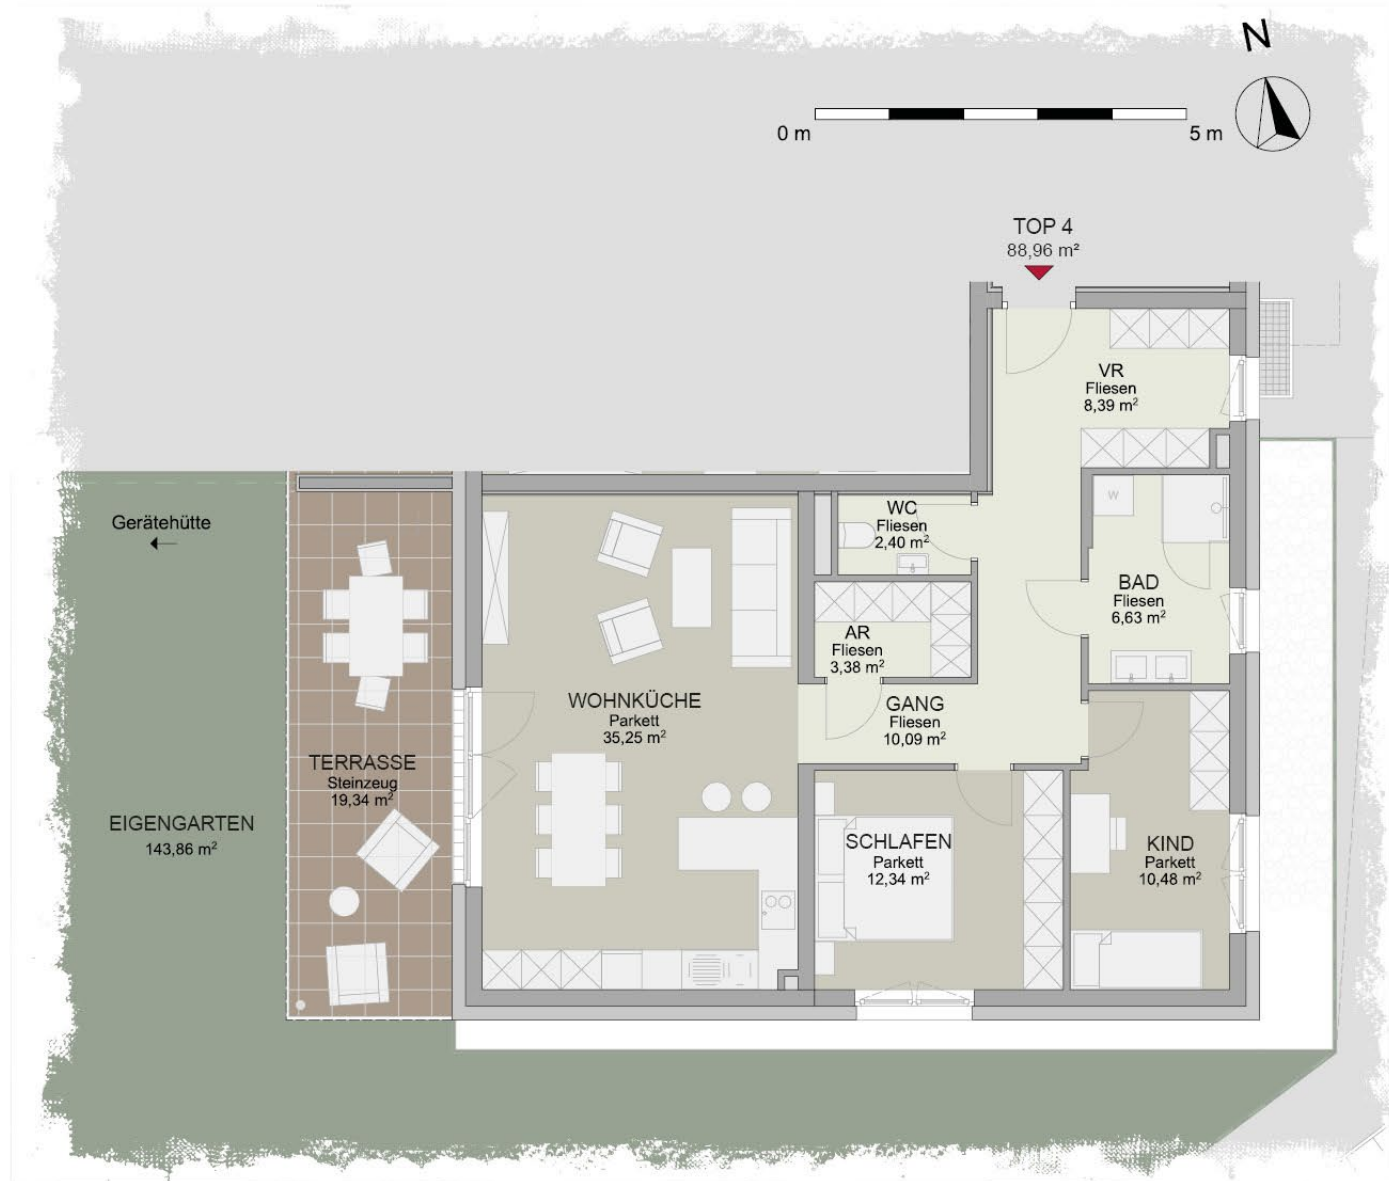 N
0 m
5 m
TOP 4
88,96 m²
VR
Fliesen
8,39 m²
Gerätehütte
WC
Fliesen
2,40 m²
W
BAD
Fliesen
6,63 m²
AR
Fliesen
3,38 m²
WOHNKÜCHE
Parkett
35,25 m²
GANG
Fliesen
10,09 m²
TERRASSE
Steinzeug
19,34 m²
EIGENGARTEN
143,86 m²
SCHLAFEN
Parkett
12,34 m²
KIND
Parkett
10,48 m²